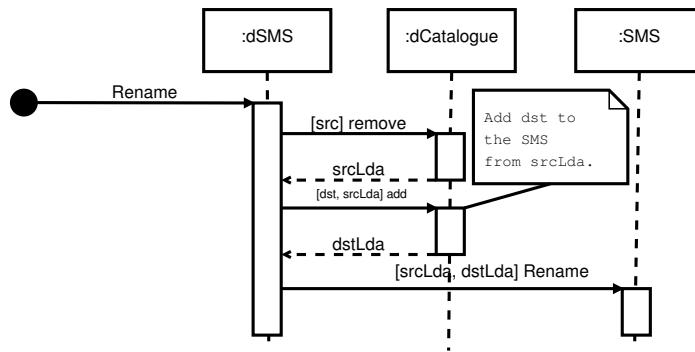 :dSMS
:dCatalogue
:SMS
Rename
[src] remove
Add dst to
the SMS
from srcLda.
srcLda
[dst, srcLda] add
dstLda
[srcLda, dstLda] Rename